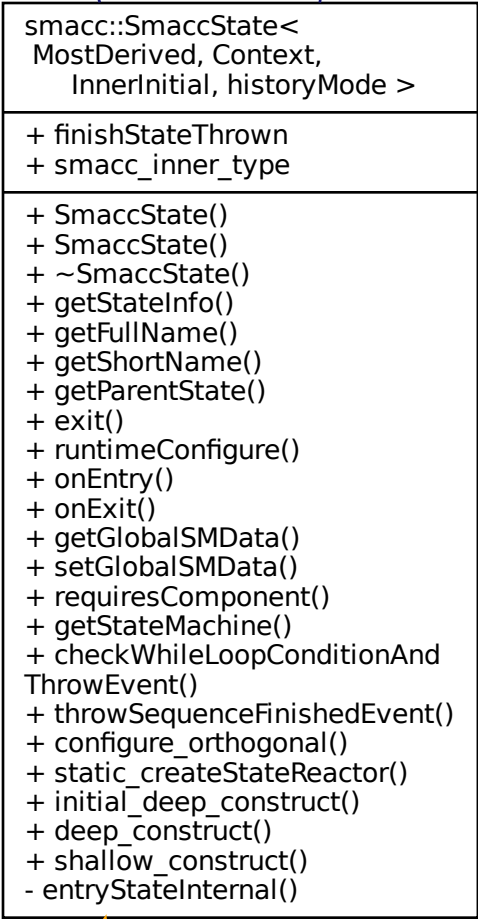 smacc::SmaccState<
MostDerived, Context,
InnerInitial, historyMode >
+ finishStateThrown
+ smacc_inner_type
+ SmaccState()
+ SmaccState()
+ ~SmaccState()
+ getStateInfo()
+ getFullName()
+ getShortName()
+ getParentState()
+ exit()
+ runtimeConfigure()
+ onEntry()
+ onExit()
+ getGlobalSMData()
+ setGlobalSMData()
+ requiresComponent()
+ getStateMachine()
+ checkWhileLoopConditionAnd
ThrowEvent()
+ throwSequenceFinishedEvent()
+ configure_orthogonal()
+ static_createStateReactor()
+ initial_deep_construct()
+ deep_construct()
+ shallow_construct()
- entryStateInternal()